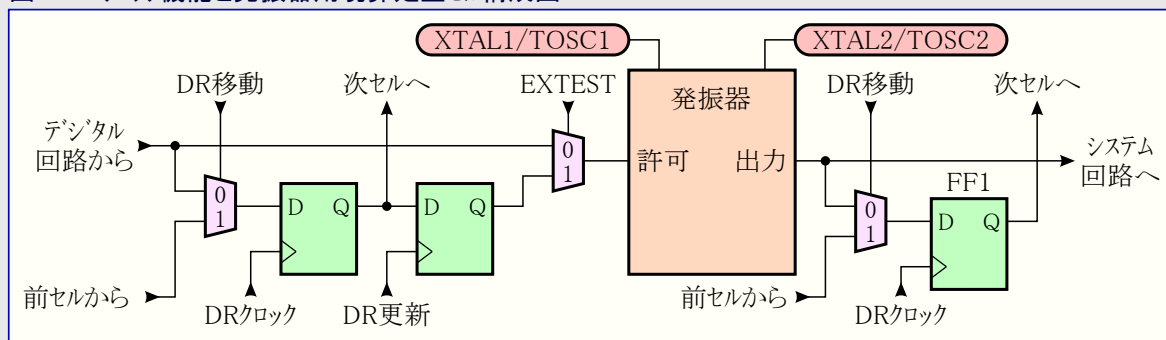 XTAL1/TOSC1
XTAL2/TOSC2
DR移動
次セルへ
EXTEST
発振器
DR移動
次セルへ
デジタル
回路から
0
1
許可
出力
システム
回路へ
0
1
D
Q
D
Q
0
1
FF1
D
Q
前セルから
DRクロック
DR更新
前セルから
DRクロック